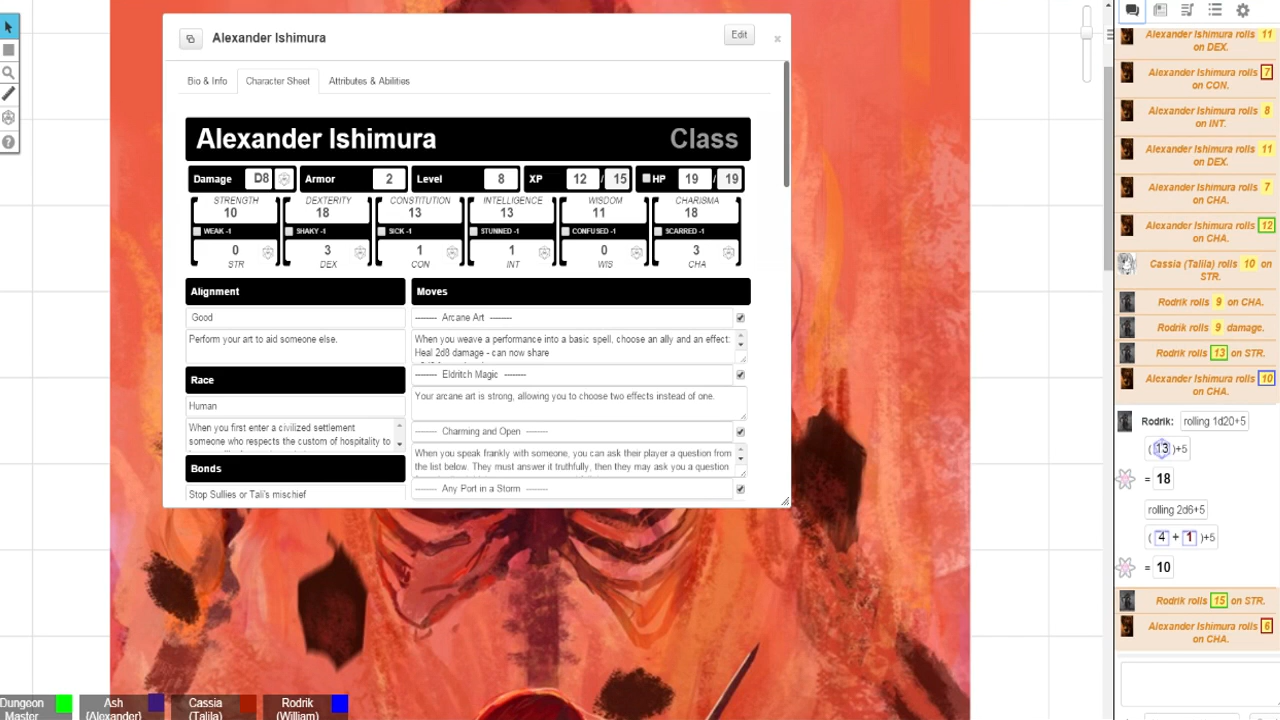 Alexander Ishimura
Edit
Bio & Info
Character Sheet
Attributes & Abilities
Alexander Ishimura
Class
Damage D8
Armor 2
Level 8
XP 12 / 15
HP 19 / 19
STRENGTH DEXTERITY CONSTITUTION INTELLIGENCE WISDOM CHARISMA
10 18 13 13 11 18
WEAK -1 SHAKY -1 SICK -1 STUNNED -1 CONFUSED -1 SCARRED -1
0 3 1 1 0 3
STR DEX CON INT WIS CHA
Alignment
Good
Perform your art to aid someone else.
Race
Human
When you first enter a civilized settlement
someone who respects the custom of hospitality to
Bonds
Stop Sullies or Tali's mischief
Moves
-------- Arcane Art --------
When you weave a performance into a basic spell, choose an ally and an effect:
Heal 2d8 damage - can now share
-------- Eldritch Magic --------
Your arcane art is strong, allowing you to choose two effects instead of one.
-------- Charming and Open --------
When you speak frankly with someone, you can ask their player a question from
the list below. They must answer it truthfully, then they may ask you a question
-------- Any Port in a Storm --------
Alexander Ishimura rolls 11
on DEX.
Alexander Ishimura rolls 7
on CON.
Alexander Ishimura rolls 8
on INT.
Alexander Ishimura rolls 11
on DEX.
Alexander Ishimura rolls 7
on CHA.
Alexander Ishimura rolls 12
on CHA.
Cassia (Talila) rolls 10 on
STR.
Rodrik rolls 9 on CHA.
Rodrik rolls 9 damage.
Rodrik rolls 13 on STR.
Alexander Ishimura rolls 10
on CHA.
Rodrik: rolling 1d20+5
(13)+5
= 18
rolling 2d6+5
(4 + 1)+5
= 10
Rodrik rolls 15 on STR.
Alexander Ishimura rolls 6
on CHA.
Dungeon
Master
Ash
(Alexander)
Cassia
(Talila)
Rodrik
(William)